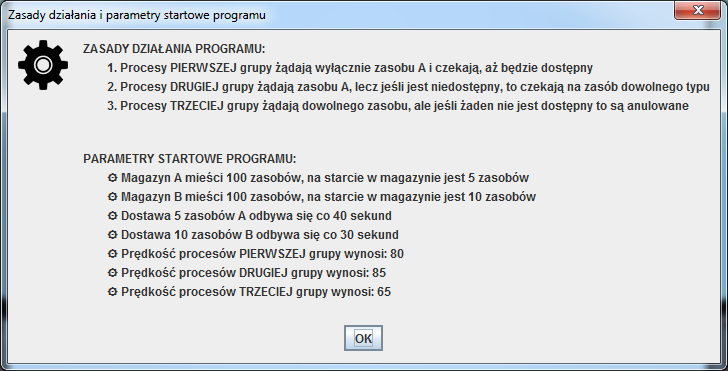 Zasady działania i parametry startowe programu
ZASADY DZIAŁANIA PROGRAMU:
1. Procesy PIERWSZEJ grupy żądają wyłącznie zasobu A i czekają, aż będzie dostępny
2. Procesy DRUGIEJ grupy żądają zasobu A, lecz jeśli jest niedostępny, to czekają na zasób dowolnego typu
3. Procesy TRZECIEJ grupy żądają dowolnego zasobu, ale jeśli żaden nie jest dostępny to są anulowane
PARAMETRY STARTOWE PROGRAMU:
Magazyn A mieści 100 zasobów, na starcie w magazynie jest 5 zasobów
Magazyn B mieści 100 zasobów, na starcie w magazynie jest 10 zasobów
Dostawa 5 zasobów A odbywa się co 40 sekund
Dostawa 10 zasobów B odbywa się co 30 sekund
Prędkość procesów PIERWSZEJ grupy wynosi: 80
Prędkość procesów DRUGIEJ grupy wynosi: 85
Prędkość procesów TRZECIEJ grupy wynosi: 65
OK